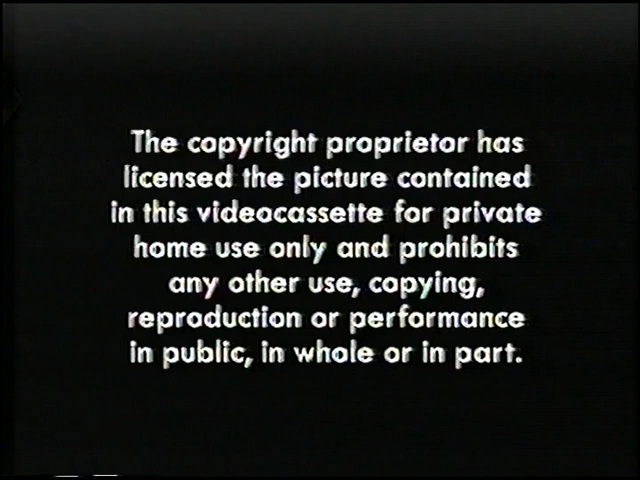 The copyright proprietor has
licensed the picture contained
in this videocassette for private
home use only and prohibits
any other use, copying,
reproduction or performance
in public, in whole or in part.